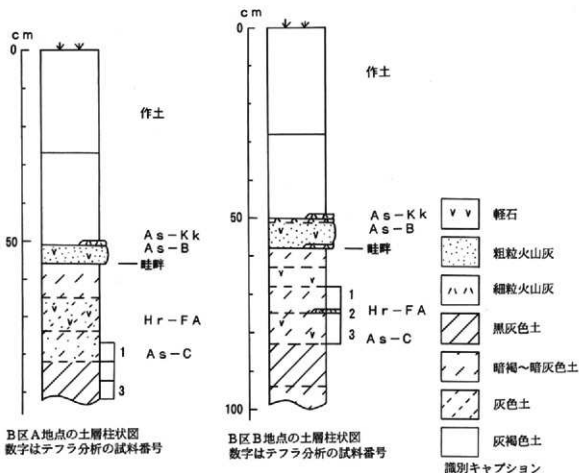 cm
0
作土
As-Kk
As-B
50
畦畔
Hr-FA
As-C
1
3
B区A地点の土層柱状図
数字はテフラ分析の試料番号
cm
0
作土
As-Kk
50
As-B
畦畔
1
Hr-FA
2
3
As-C
100
B区B地点の土層柱状図
数字はテフラ分析の試料番号
軽石
粗粒火山灰
細粒火山灰
黒灰色土
暗褐~暗灰色土
灰色土
灰褐色土
識別キャプション